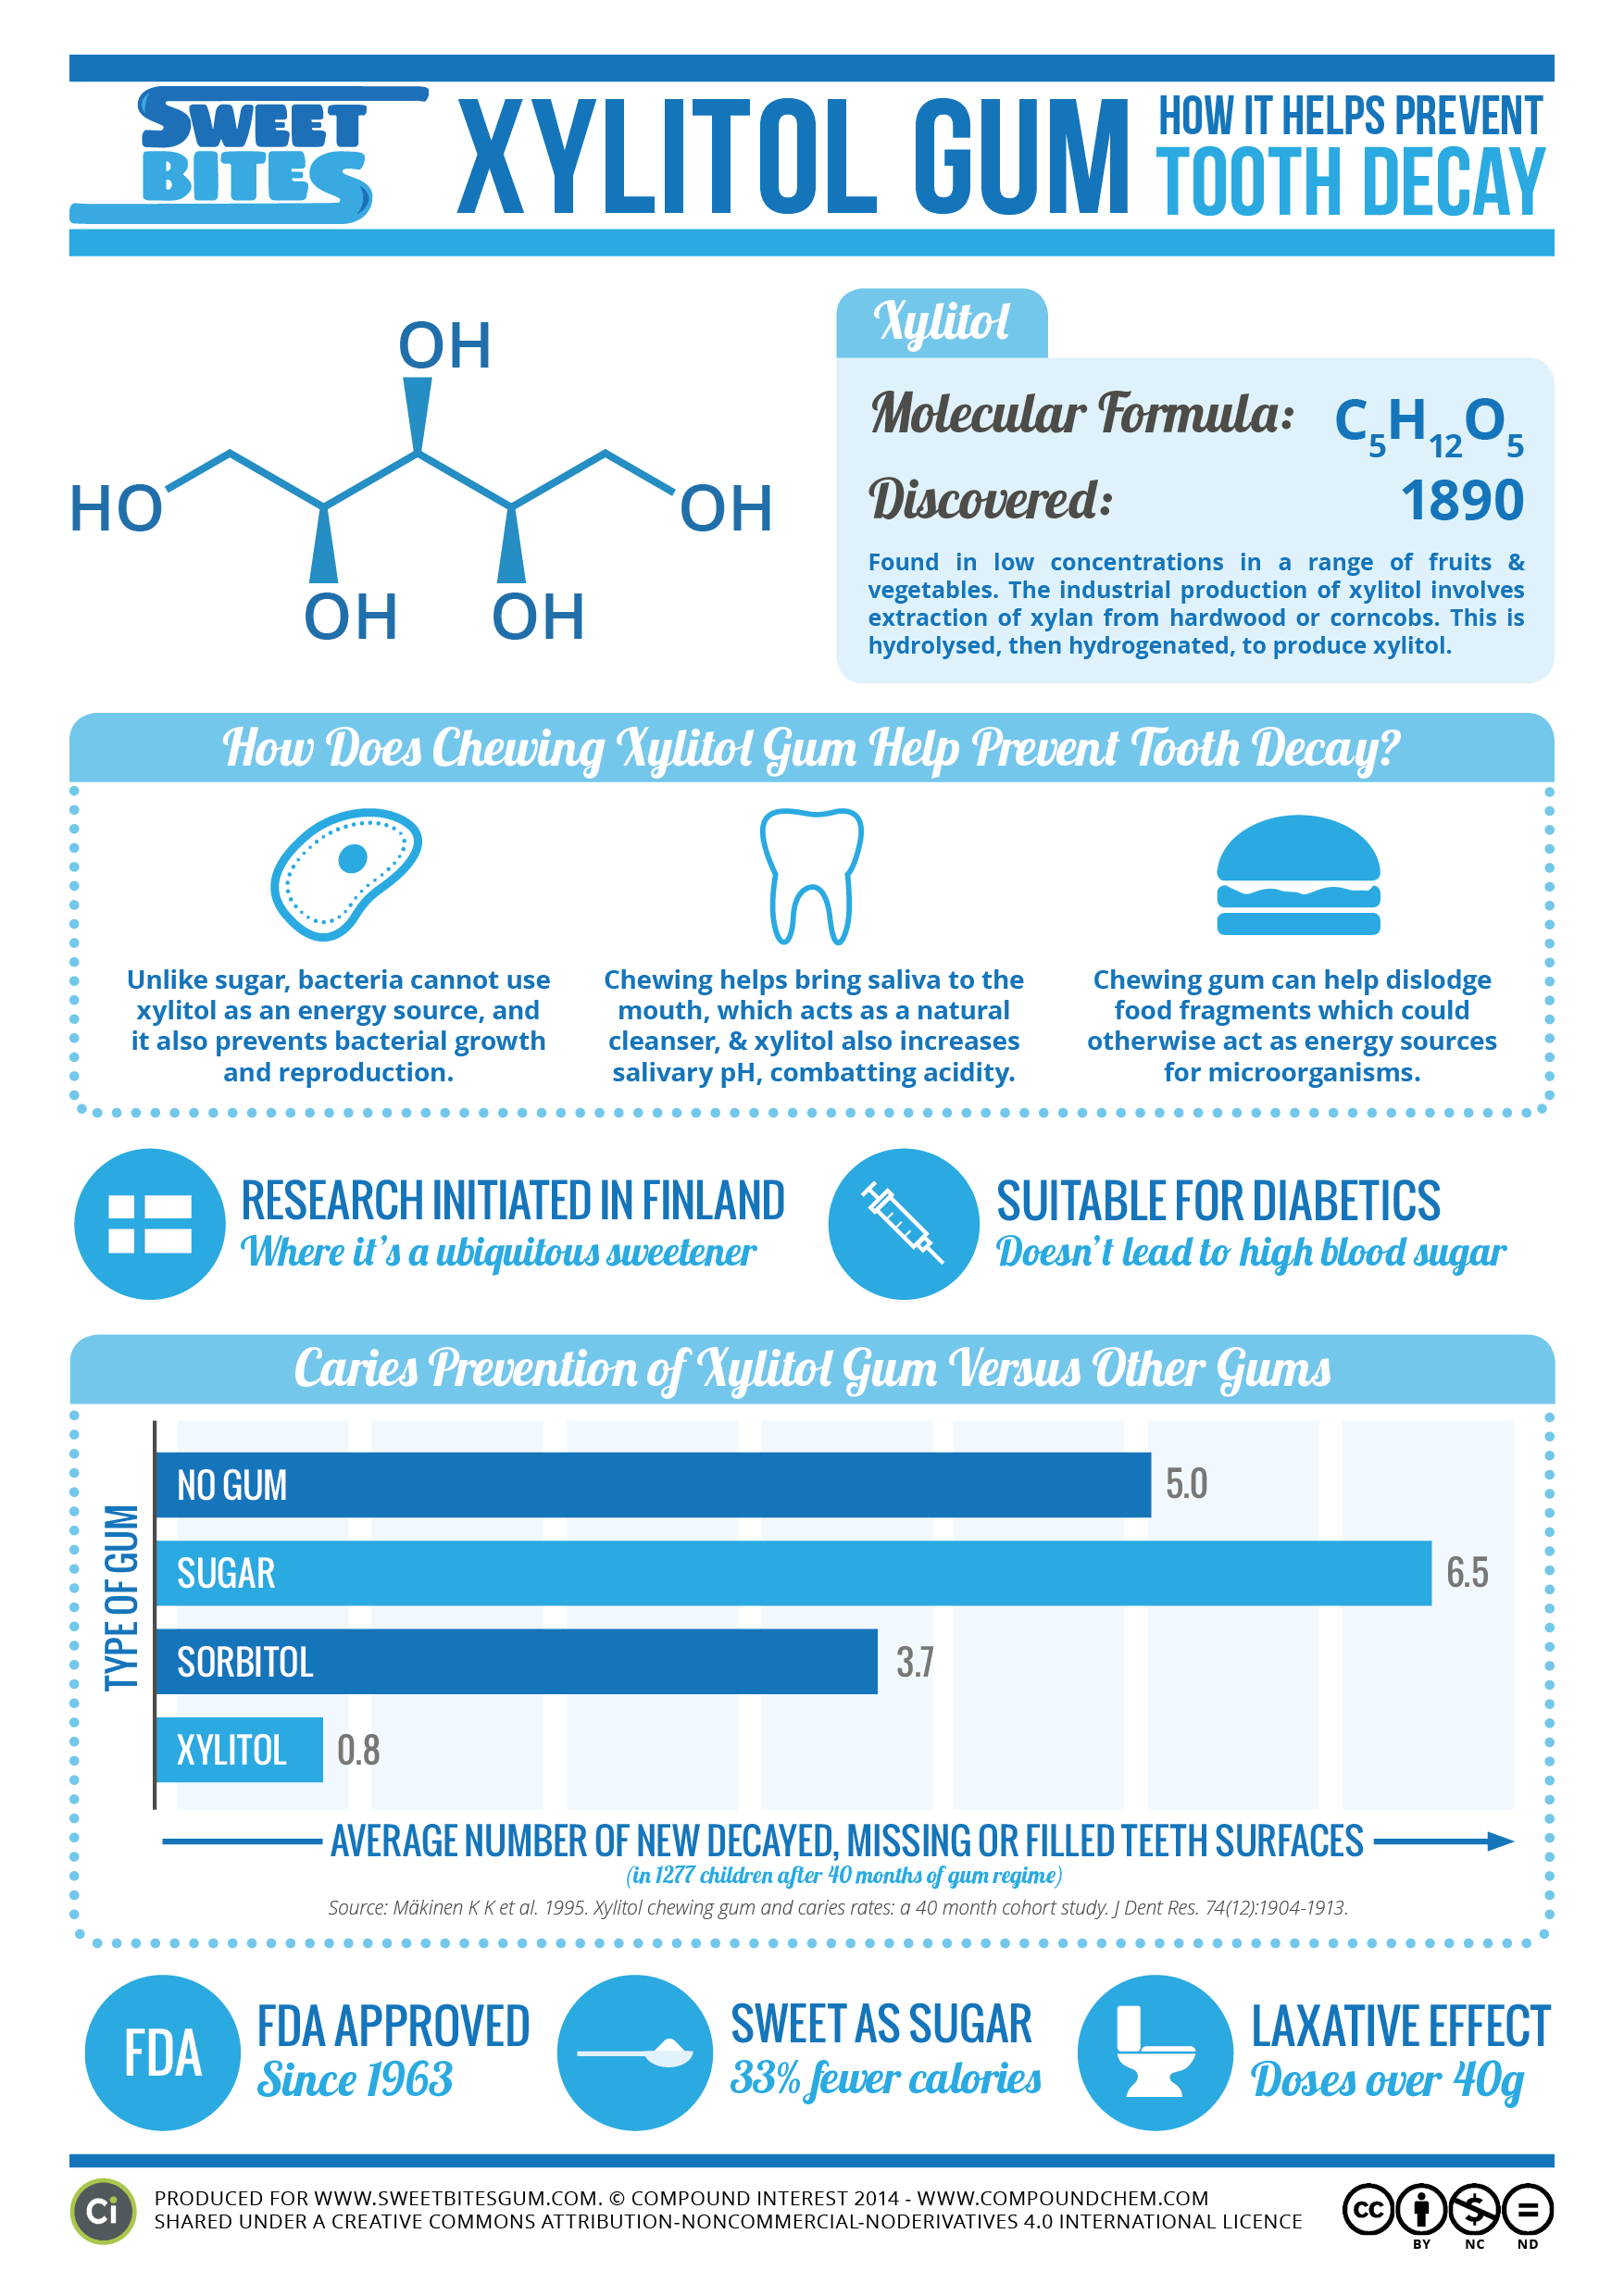 SWEET
BITES
XYLITOL GUM
HOW IT HELPS PREVENT
TOOTH DECAY
OH
HO
OH
OH
OH
Xylitol
Molecular Formula: C5H12O5
Discovered: 1890
Found in low concentrations in a range of fruits &
vegetables. The industrial production of xylitol involves
extraction of xylan from hardwood or corncobs. This is
hydrolysed, then hydrogenated, to produce xylitol.
How Does Chewing Xylitol Gum Help Prevent Tooth Decay?
Unlike sugar, bacteria cannot use
xylitol as an energy source, and
it also prevents bacterial growth
and reproduction.
Chewing helps bring saliva to the
mouth, which acts as a natural
cleanser, & xylitol also increases
salivary pH, combatting acidity.
Chewing gum can help dislodge
food fragments which could
otherwise act as energy sources
for microorganisms.
RESEARCH INITIATED IN FINLAND
Where it's a ubiquitous sweetener
SUITABLE FOR DIABETICS
Doesn't lead to high blood sugar
Caries Prevention of Xylitol Gum Versus Other Gums
TYPE OF GUM
NO GUM 5.0
SUGAR 6.5
SORBITOL 3.7
XYLITOL 0.8
AVERAGE NUMBER OF NEW DECAYED, MISSING OR FILLED TEETH SURFACES
(in 1277 children after 40 months of gum regime)
Source: Mäkinen K K et al. 1995. Xylitol chewing gum and caries rates: a 40 month cohort study. J Dent Res. 74(12):1904-1913.
FDA
FDA APPROVED
Since 1963
SWEET AS SUGAR
33% fewer calories
LAXATIVE EFFECT
Doses over 40g
Ci
PRODUCED FOR WWW.SWEETBITESGUM.COM. © COMPOUND INTEREST 2014 - WWW.COMPOUNDCHEM.COM
SHARED UNDER A CREATIVE COMMONS ATTRIBUTION-NONCOMMERCIAL-NODERIVATIVES 4.0 INTERNATIONAL LICENCE
cc
BY NC ND